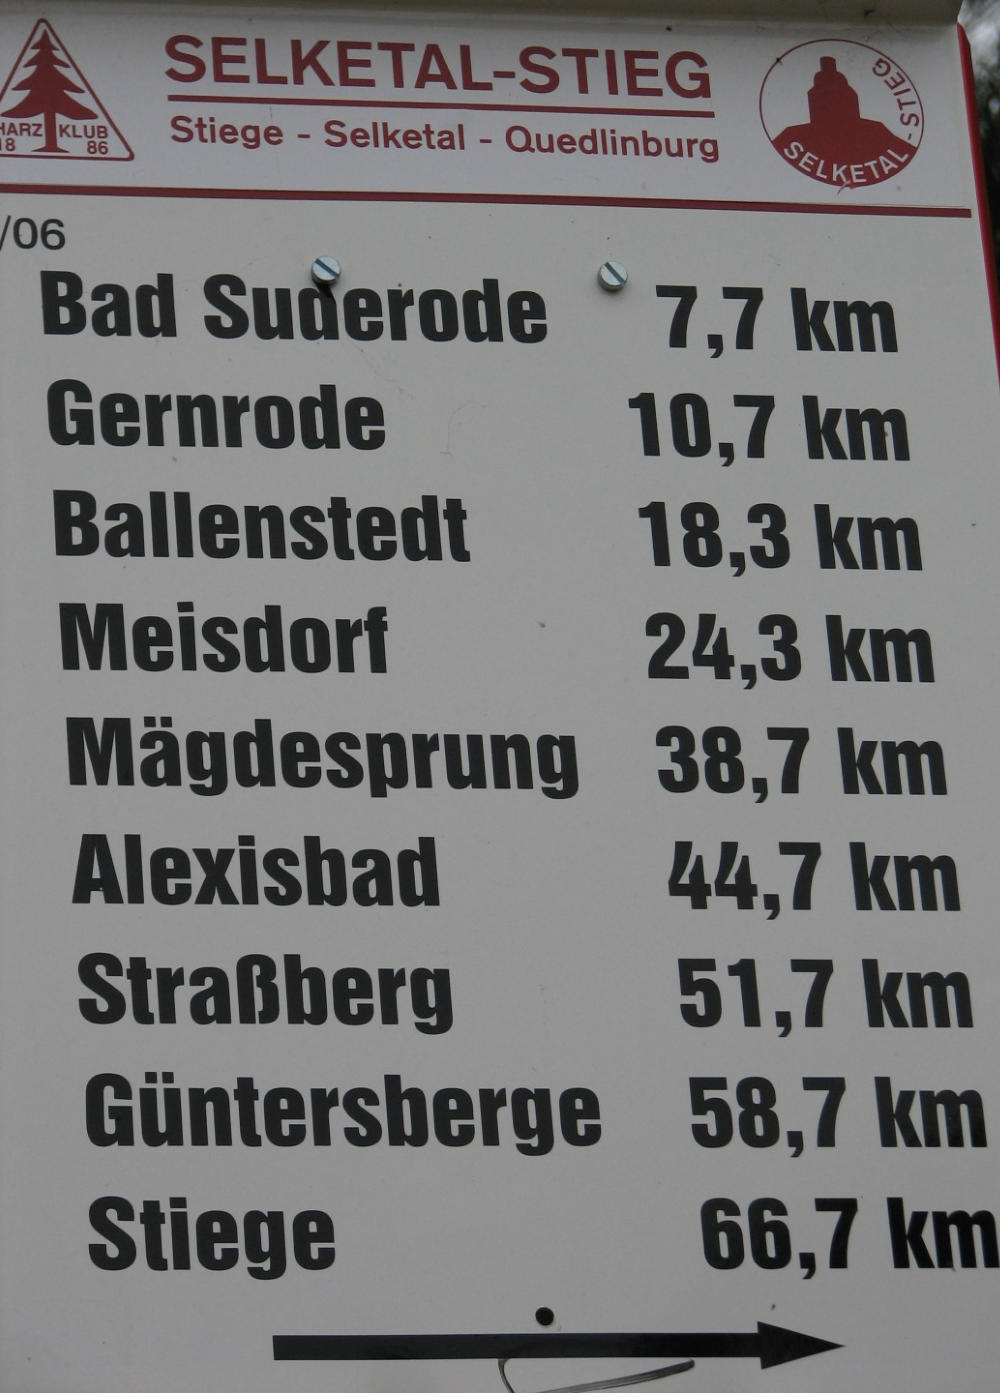 SELKETAL-STIEG
Stiege - Selketal - Quedlinburg
HARZ KLUB
18 86
SELKETAL-STIEG
/06
Bad Suderode 7,7 km
Gernrode 10,7 km
Ballenstedt 18,3 km
Meisdorf 24,3 km
Mägdesprung 38,7 km
Alexisbad 44,7 km
Straßberg 51,7 km
Güntersberge 58,7 km
Stiege 66,7 km